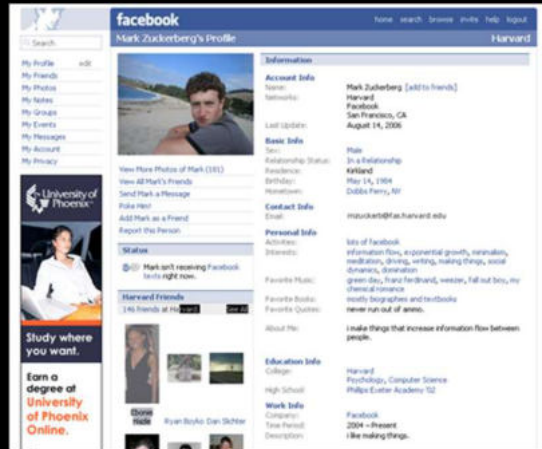 facebook
home search browse invite help logout
Mark Zuckerberg's Profile
Harvard
Search
My Profile edit
My Friends
My Photos
My Notes
My Groups
My Events
My Messages
My Account
My Privacy
University of
Phoenix
Study where
you want.
Earn a
degree at
University
of Phoenix
Online.
View More Photos of Mark (181)
View All Mark's Friends
Send Mark a Message
Poke Him!
Add Mark as a Friend
Report this Person
Status
Mark isn't receiving Facebook
texts right now.
Harvard Friends
146 friends at Harvard. See All
Ebonie
Hazle
Ryan Boyko
Dan Slichter
Information
Account Info
Name: Mark Zuckerberg [add to friends]
Networks: Harvard
Facebook
San Francisco, CA
Last Update: August 14, 2006
Basic Info
Sex: Male
Relationship Status: In a Relationship
Residence: Kirkland
Birthday: May 14, 1984
Hometown: Dobbs Ferry, NY
Contact Info
Email: mzuckerb@fas.harvard.edu
Personal Info
Activities: lots of facebook
Interests: information flow, exponential growth, minimalism,
meditation, driving, writing, making things, social
dynamics, domination
Favorite Music: green day, franz ferdinand, weezer, fall out boy, my
chemical romance
Favorite Books: mostly biographies and textbooks
Favorite Quotes: never run out of ammo.
About Me: i make things that increase information flow between
people.
Education Info
College: Harvard
Psychology, Computer Science
High School: Phillips Exeter Academy '02
Work Info
Company: Facebook
Time Period: 2004 – Present
Description: i like making things.